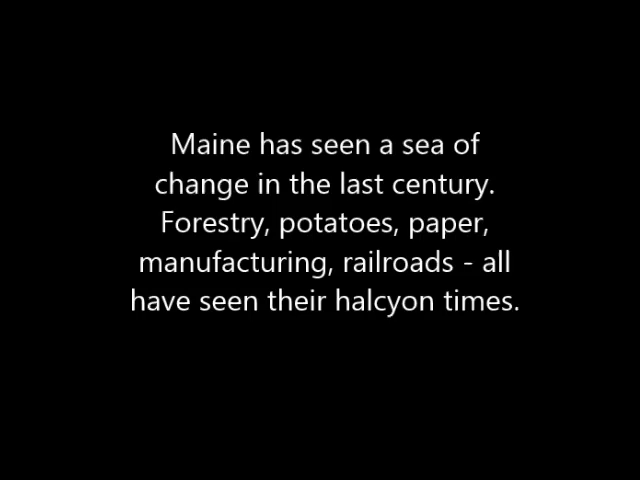 Maine has seen a sea of
change in the last century.
Forestry, potatoes, paper,
manufacturing, railroads - all
have seen their halcyon times.